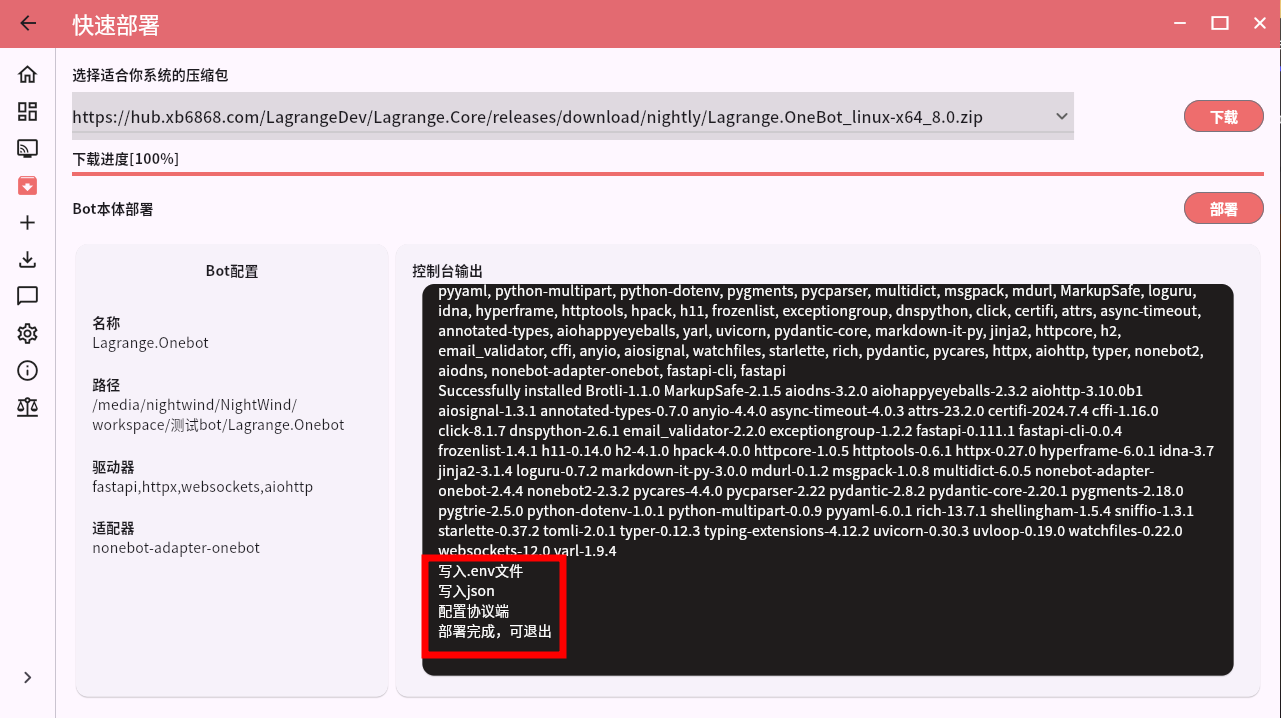 快速部署
选择适合你系统的压缩包
https://hub.xb6868.com/LagrangeDev/Lagrange.Core/releases/download/nightly/Lagrange.OneBot_linux-x64_8.0.zip
下载
下载进度[100%]
Bot本体部署
部署
Bot配置
名称
Lagrange.Onebot
路径
/media/nightwind/NightWind/
workspace/测试bot/Lagrange.Onebot
驱动器
fastapi,httpx,websockets,aiohttp
适配器
nonebot-adapter-onebot
控制台输出
pyyaml, python-multipart, python-dotenv, pygments, pycparser, multidict, msgpack, mdurl, MarkupSafe, loguru,
idna, hyperframe, httptools, hpack, h11, frozenlist, exceptiongroup, dnspython, click, certifi, attrs, async-timeout,
annotated-types, aiohappyeyeballs, yarl, uvicorn, pydantic-core, markdown-it-py, jinja2, httpcore, h2,
email_validator, cffi, anyio, aiosignal, watchfiles, starlette, rich, pydantic, pycares, httpx, aiohttp, typer, nonebot2,
aiodns, nonebot-adapter-onebot, fastapi-cli, fastapi
Successfully installed Brotli-1.1.0 MarkupSafe-2.1.5 aiodns-3.2.0 aiohappyeyeballs-2.3.2 aiohttp-3.10.0b1
aiosignal-1.3.1 annotated-types-0.7.0 anyio-4.4.0 async-timeout-4.0.3 attrs-23.2.0 certifi-2024.7.4 cffi-1.16.0
click-8.1.7 dnspython-2.6.1 email_validator-2.2.0 exceptiongroup-1.2.2 fastapi-0.111.1 fastapi-cli-0.0.4
frozenlist-1.4.1 h11-0.14.0 h2-4.1.0 hpack-4.0.0 httpcore-1.0.5 httptools-0.6.1 httpx-0.27.0 hyperframe-6.0.1 idna-3.7
jinja2-3.1.4 loguru-0.7.2 markdown-it-py-3.0.0 mdurl-0.1.2 msgpack-1.0.8 multidict-6.0.5 nonebot-adapter-
onebot-2.4.4 nonebot2-2.3.2 pycares-4.4.0 pycparser-2.22 pydantic-2.8.2 pydantic-core-2.20.1 pygments-2.18.0
pygtrie-2.5.0 python-dotenv-1.0.1 python-multipart-0.0.9 pyyaml-6.0.1 rich-13.7.1 shellingham-1.5.4 sniffio-1.3.1
starlette-0.37.2 tomli-2.0.1 typer-0.12.3 typing-extensions-4.12.2 uvicorn-0.30.3 uvloop-0.19.0 watchfiles-0.22.0
websockets-12.0 yarl-1.9.4
写入.env文件
写入json
配置协议端
部署完成，可退出